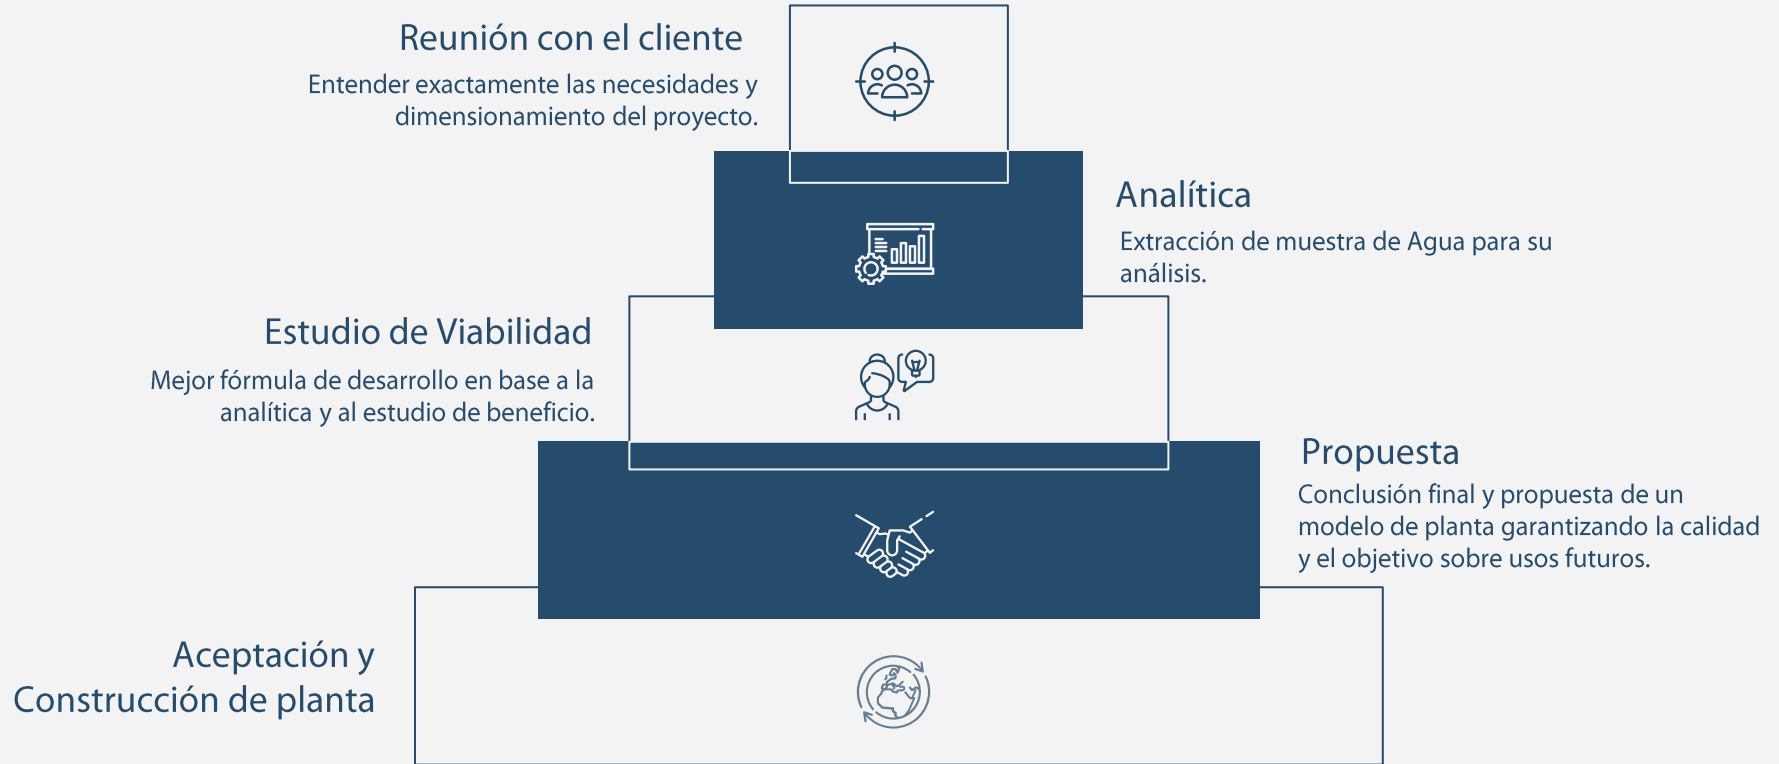 Reunión con el cliente
Entender exactamente las necesidades y
dimensionamiento del proyecto.
Analítica
Extracción de muestra de Agua para su
análisis.
Estudio de Viabilidad
Mejor fórmula de desarrollo en base a la
analítica y al estudio de beneficio.
Propuesta
Conclusión final y propuesta de un
modelo de planta garantizando la calidad
y el objetivo sobre usos futuros.
Aceptación y
Construcción de planta